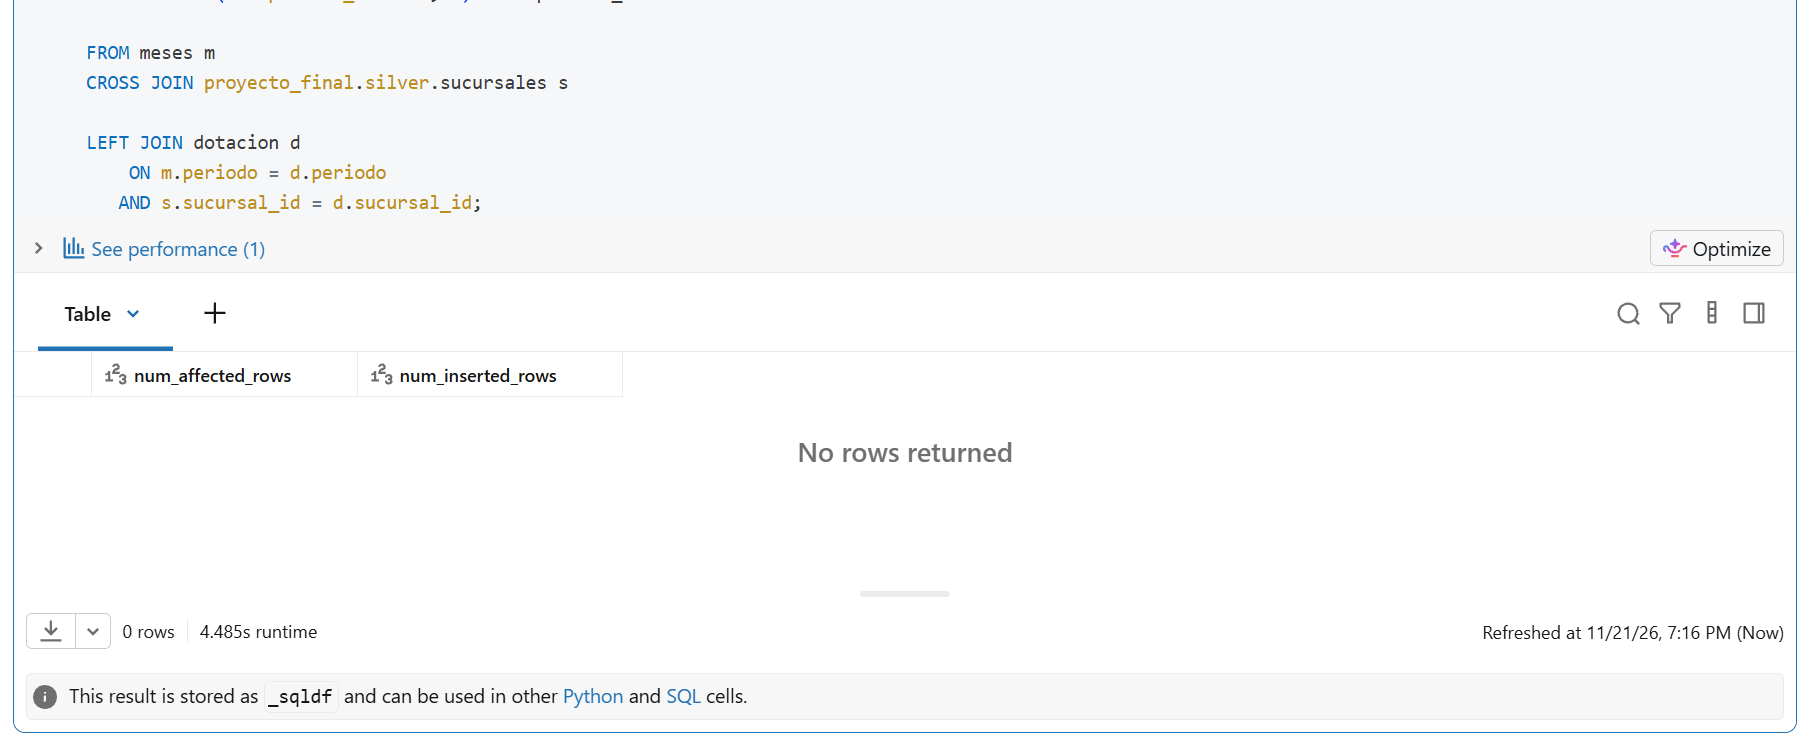 FROM meses m
CROSS JOIN proyecto_final.silver.sucursales s
LEFT JOIN dotacion d
ON m.periodo = d.periodo
AND s.sucursal_id = d.sucursal_id;
See performance (1)
Optimize
Table
num_affected_rows
num_inserted_rows
No rows returned
0 rows
4.485s runtime
Refreshed at 11/21/26, 7:16 PM (Now)
This result is stored as _sqldf and can be used in other Python and SQL cells.